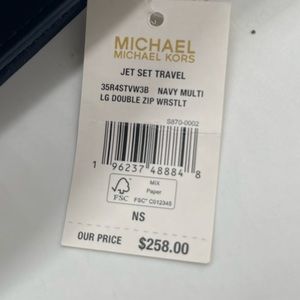 MICHAEL
MICHAEL KORS
JET SET TRAVEL
35R4STVW3B NAVY MULTI
LG DOUBLE ZIP WRSTLT
S870-0002
1 96237 48884 8
FSC
MIX
Paper
FSC® C012345
NS
OUR PRICE $258.00